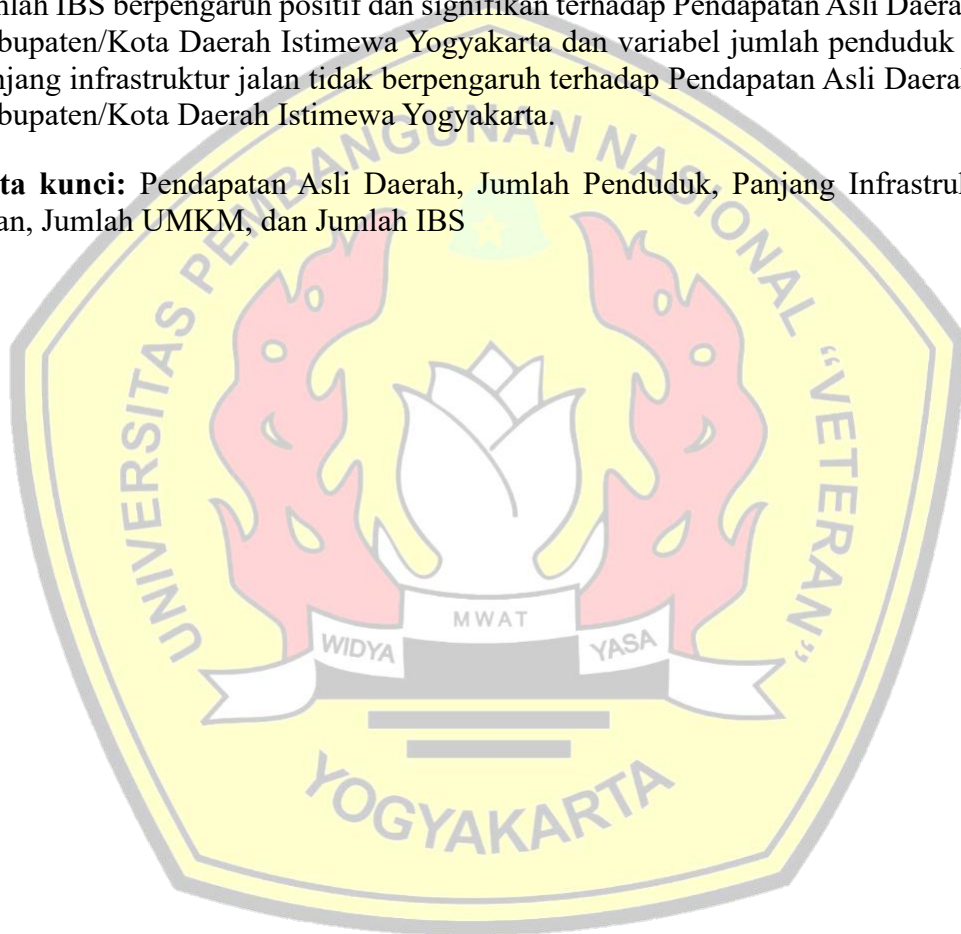 mlah IBS berpengaruh positif dan signifikan terhadap Pendapatan Asli Daera
bupaten/Kota Daerah Istimewa Yogyakarta dan variabel jumlah penduduk
njang infrastruktur jalan tidak berpengaruh terhadap Pendapatan Asli Daera
bupaten/Kota Daerah Istimewa Yogyakarta.
ta kunci: Pendapatan Asli Daerah, Jumlah Penduduk, Panjang Infrastru
an, Jumlah UMKM, dan Jumlah IBS
UNIVERSITAS PEMBANGUNAN NASIONAL “VETERAN”
WIDYA MWAT YASA
YOGYAKARTA